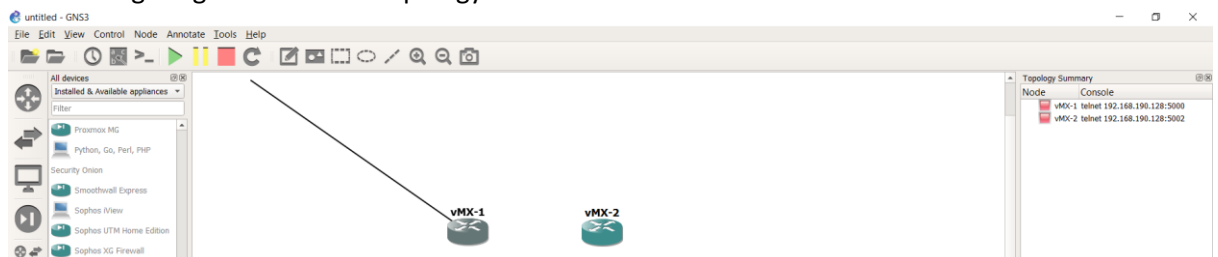 untitled - GNS3
File Edit View Control Node Annotate Tools Help
All devices
Installed & Available appliances
Filter
Proxmox MG
Python, Go, Perl, PHP
Security Onion
Smoothwall Express
Sophos iView
Sophos UTM Home Edition
Sophos XG Firewall
vMX-1
vMX-2
Topology Summary
Node Console
vMX-1 telnet 192.168.190.128:5000
vMX-2 telnet 192.168.190.128:5002